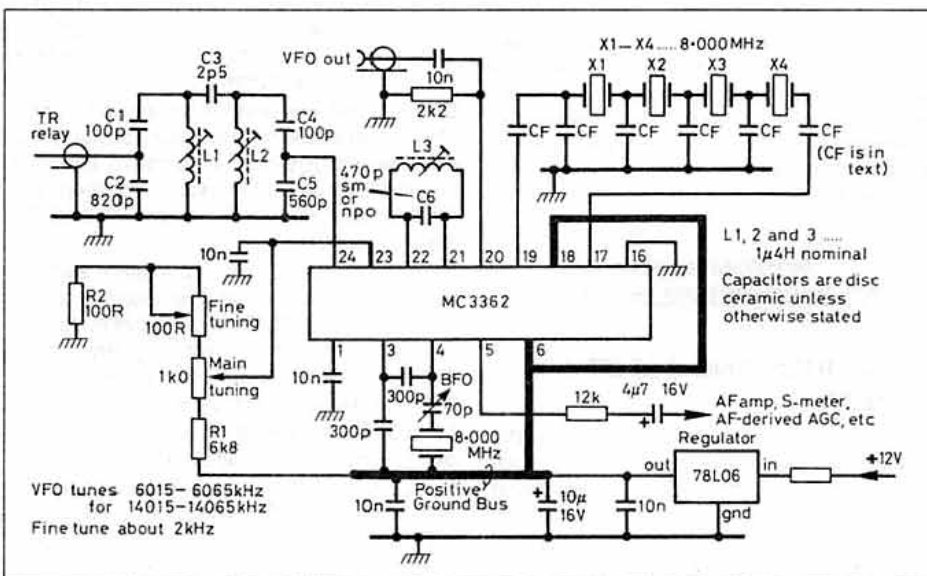 X1–X4.....8·000MHz
VFO out
10n
X1 X2 X3 X4
C3
2p5
2k2
C1
100p
C4
100p
CF CF CF CF CF CF
CF
(CF is in
text)
TR
relay
L1
L2
L3
C2
820p
C5
560p
470p
sm
or
npo
C6
L1, 2 and 3 .....
1μ4H nominal
Capacitors are disc
ceramic unless
otherwise stated
10n
24 23 22 21 20 19 18 17 16
MC3362
R2
100R
100R
Fine
tuning
1 3 4 5 6
1k0
Main
tuning
10n
300p
BFO
70p
4μ7 16V
12k
AF amp, S-meter,
AF-derived AGC, etc
R1
6k8
300p
8·000
MHz
Regulator
out
78L06
in
+12V
gnd
VFO tunes 6015–6065kHz
for 14015–14065kHz
Fine tune about 2kHz
10n
Positive
Ground Bus
+
10μ
16V
10n
+